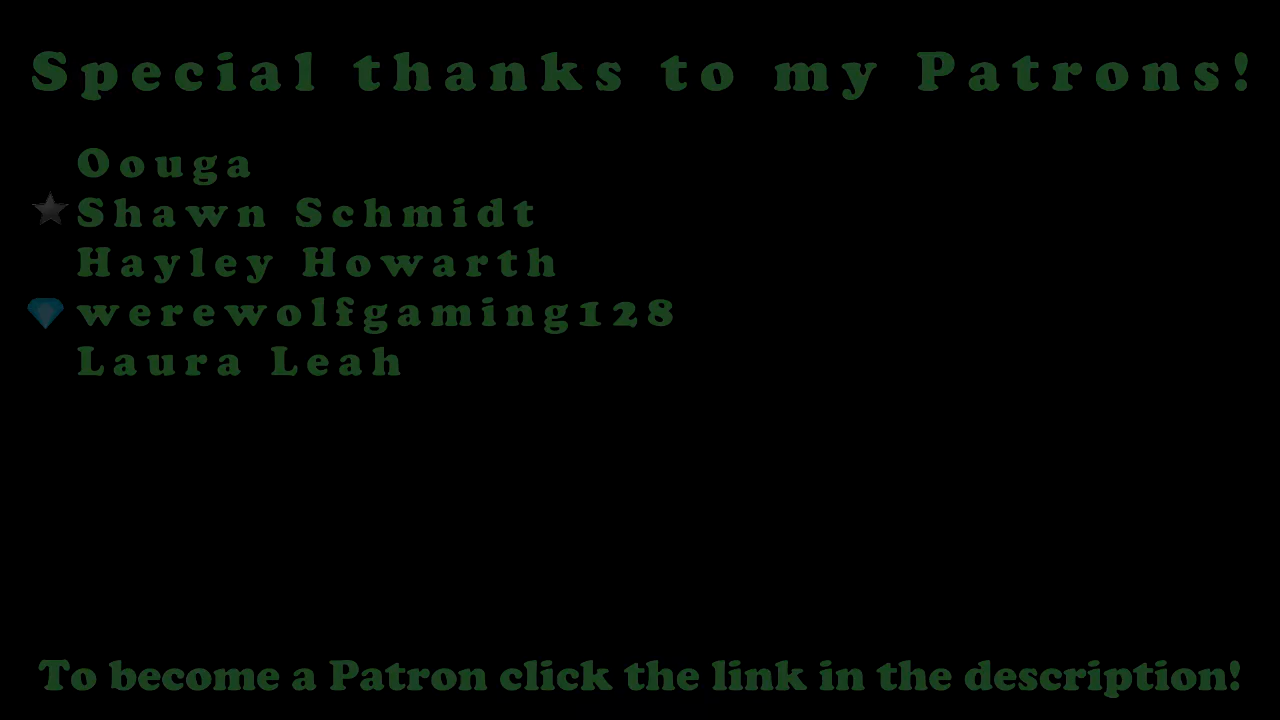 Special thanks to my Patrons!
Oouga
Shawn Schmidt
Hayley Howarth
werewolfgaming128
Laura Leah
To become a Patron click the link in the description!